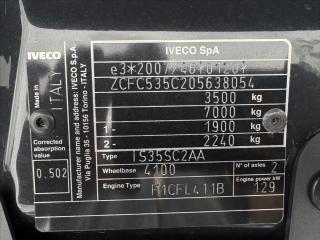 IVECO
IVECO SpA
e3*2007/46*0120*
ZCFC535C205638054
3500 kg
7000 kg
1- 1900 kg
2- 2240 kg
Type IS35SC2AA
Wheelbase 4100 N° of axles 2
Engine Type F1CFL411B Engine power kW 129
Made in ITALY
Corrected absorption value 0.502
Manufacturer name and address: IVECO S.p.A.
Via Puglia 35 - 10156 Torino - ITALY